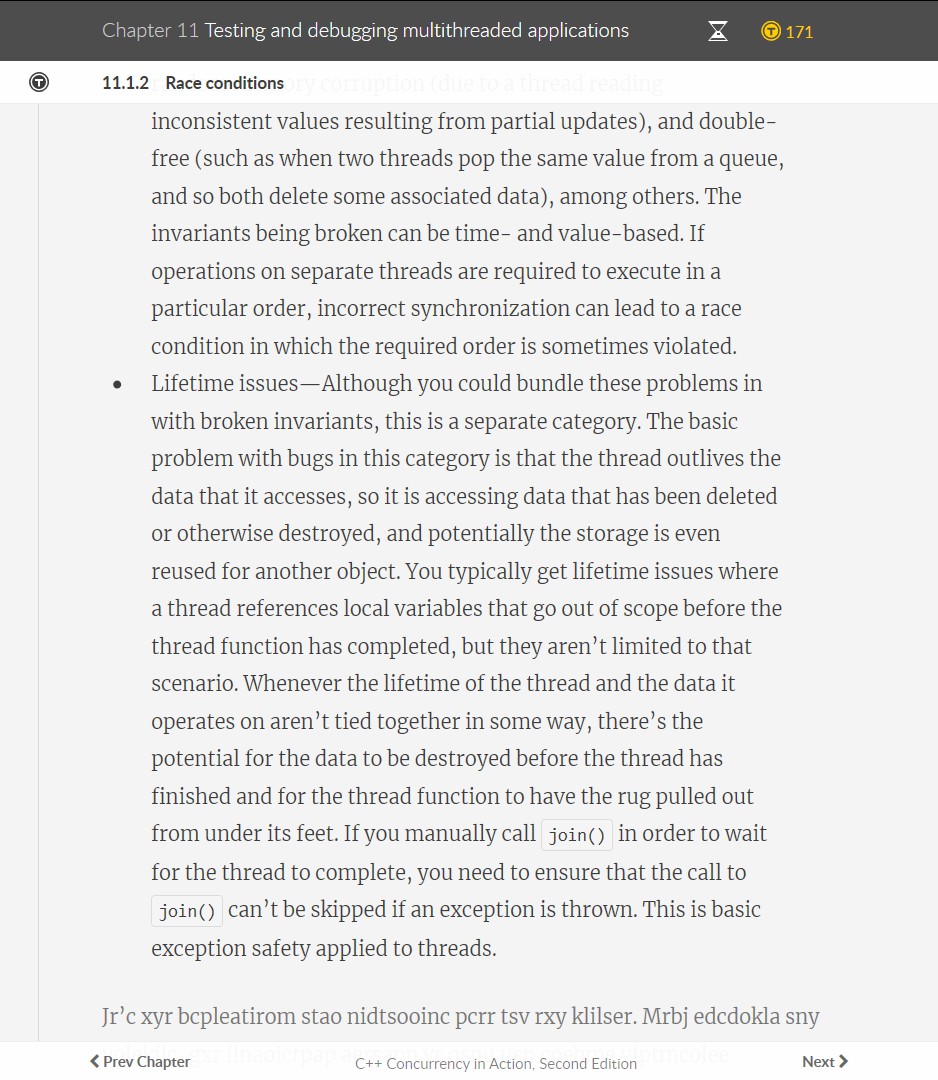 Chapter 11 Testing and debugging multithreaded applications
171
11.1.2 Race conditions
ory corruption (due to a thread reading
inconsistent values resulting from partial updates), and double-
free (such as when two threads pop the same value from a queue,
and so both delete some associated data), among others. The
invariants being broken can be time- and value-based. If
operations on separate threads are required to execute in a
particular order, incorrect synchronization can lead to a race
condition in which the required order is sometimes violated.
• Lifetime issues—Although you could bundle these problems in
with broken invariants, this is a separate category. The basic
problem with bugs in this category is that the thread outlives the
data that it accesses, so it is accessing data that has been deleted
or otherwise destroyed, and potentially the storage is even
reused for another object. You typically get lifetime issues where
a thread references local variables that go out of scope before the
thread function has completed, but they aren’t limited to that
scenario. Whenever the lifetime of the thread and the data it
operates on aren’t tied together in some way, there’s the
potential for the data to be destroyed before the thread has
finished and for the thread function to have the rug pulled out
from under its feet. If you manually call join() in order to wait
for the thread to complete, you need to ensure that the call to
join() can’t be skipped if an exception is thrown. This is basic
exception safety applied to threads.
Jr’c xyr bcpleatirom stao nidtsooinc pcrr tsv rxy klilser. Mrbj edcdokla sny
Prev Chapter
C++ Concurrency in Action, Second Edition
Next